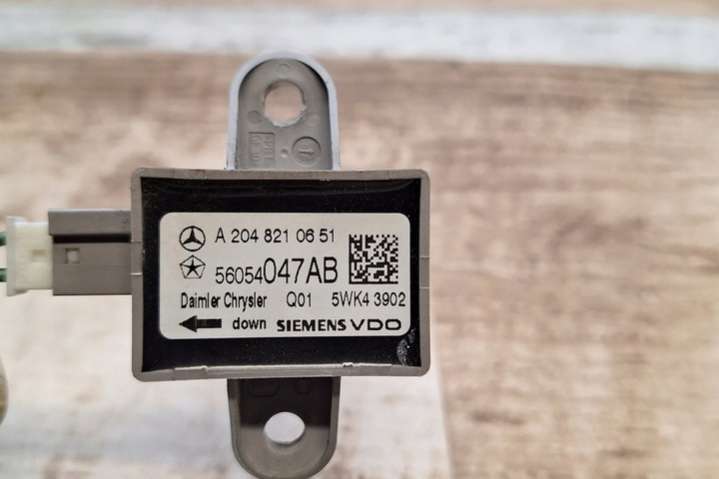 A 204 821 06 51
56054047AB
Daimler Chrysler Q01 5WK4 3902
down SIEMENS VDO